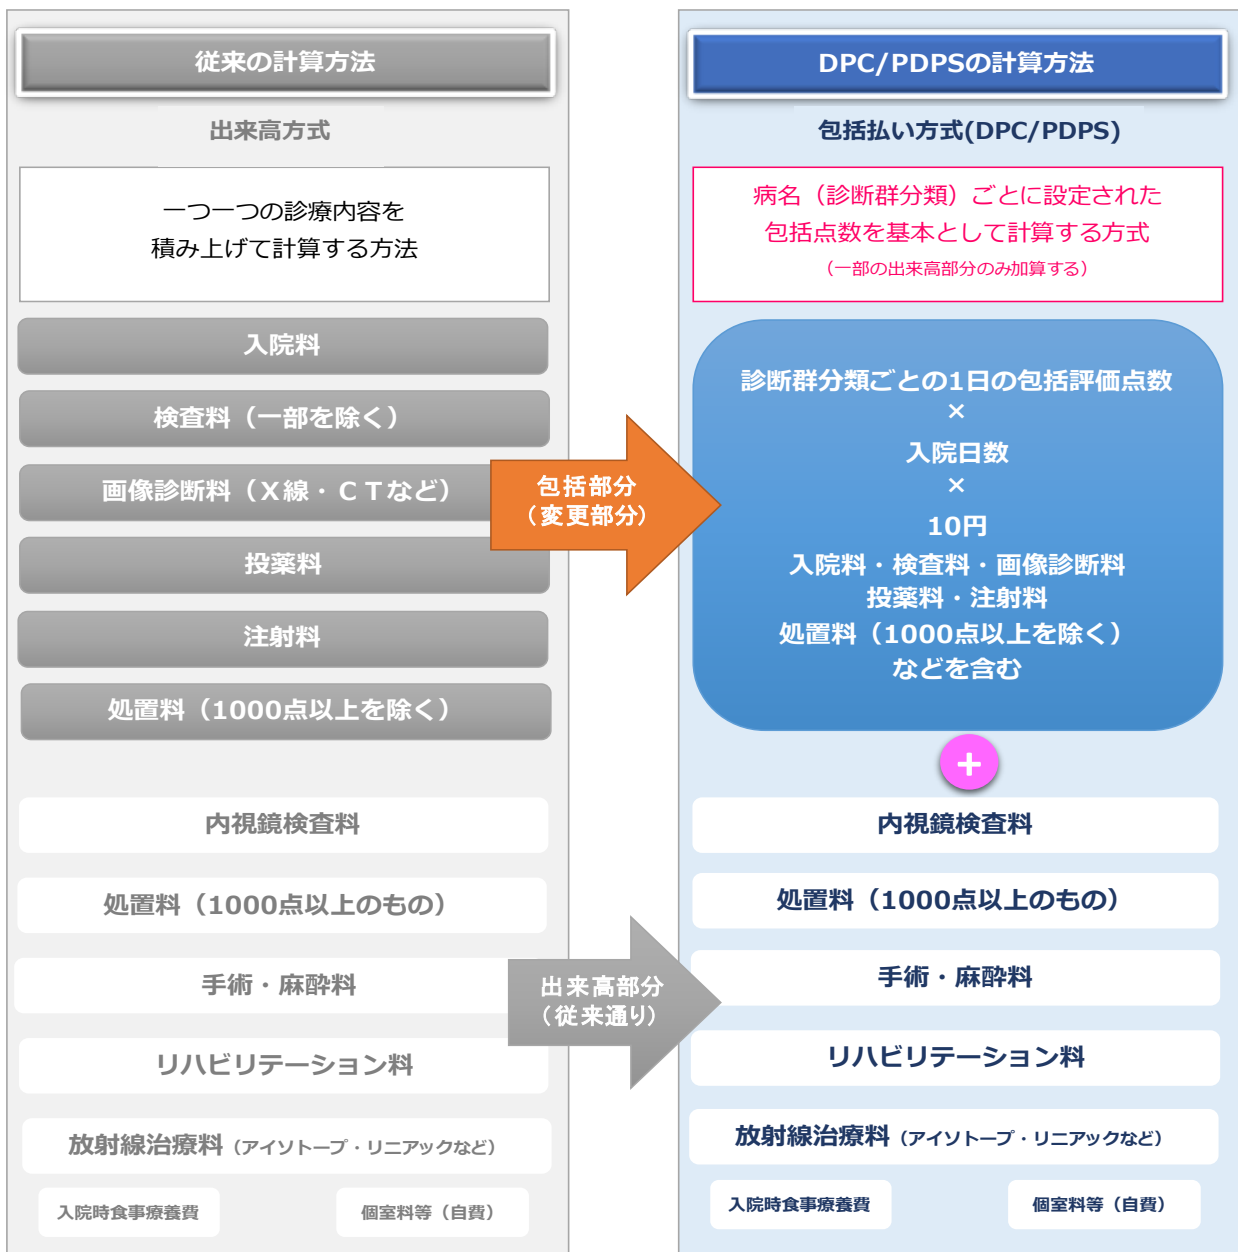 従来の計算方法
出来高方式
一つ一つの診療内容を
積み上げて計算する方法
入院料
検査料（一部を除く）
画像診断料（X線・CTなど）
投薬料
注射料
処置料（1000点以上を除く）
内視鏡検査料
処置料（1000点以上のもの）
手術・麻酔料
リハビリテーション料
放射線治療料（アイソトープ・リニアックなど）
入院時食事療養費
個室料等（自費）
包括部分
（変更部分）
出来高部分
（従来通り）
DPC/PDPSの計算方法
包括払い方式(DPC/PDPS)
病名（診断群分類）ごとに設定された
包括点数を基本として計算する方式
（一部の出来高部分のみ加算する）
診断群分類ごとの1日の包括評価点数
×
入院日数
×
10円
入院料・検査料・画像診断料
投薬料・注射料
処置料（1000点以上を除く）
などを含む
+
内視鏡検査料
処置料（1000点以上のもの）
手術・麻酔料
リハビリテーション料
放射線治療料（アイソトープ・リニアックなど）
入院時食事療養費
個室料等（自費）